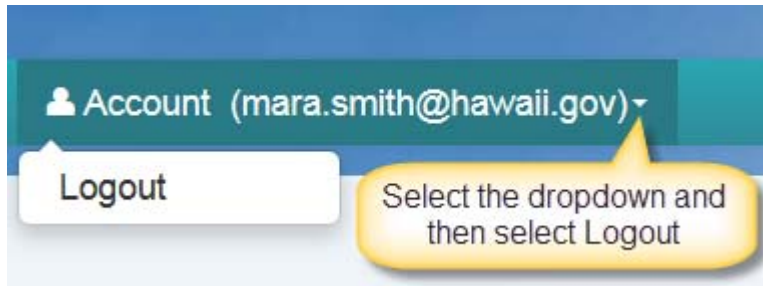 Account (mara.smith@hawaii.gov)
Logout
Select the dropdown and
then select Logout